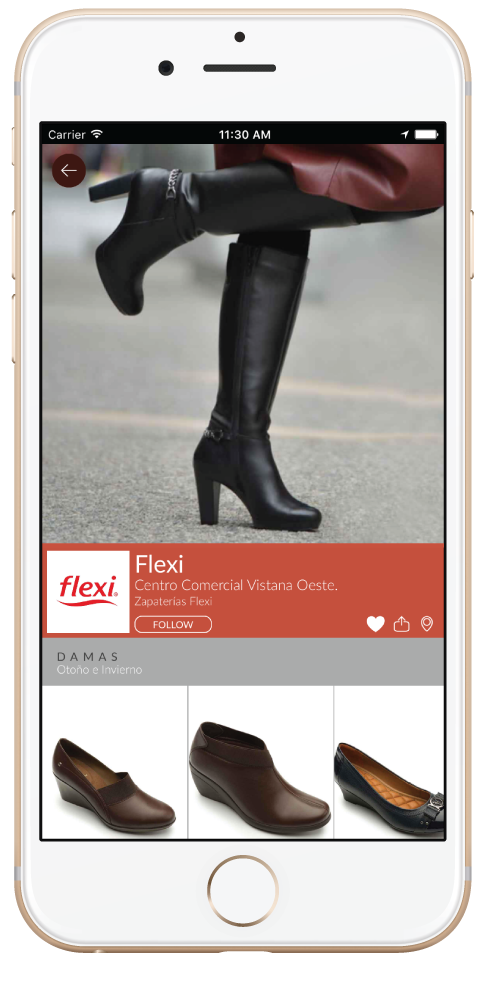 Carrier 11:30 AM
flexi®
Flexi
Centro Comercial Vistana Oeste.
Zapaterías Flexi
FOLLOW
DAMAS
Otoño e Invierno